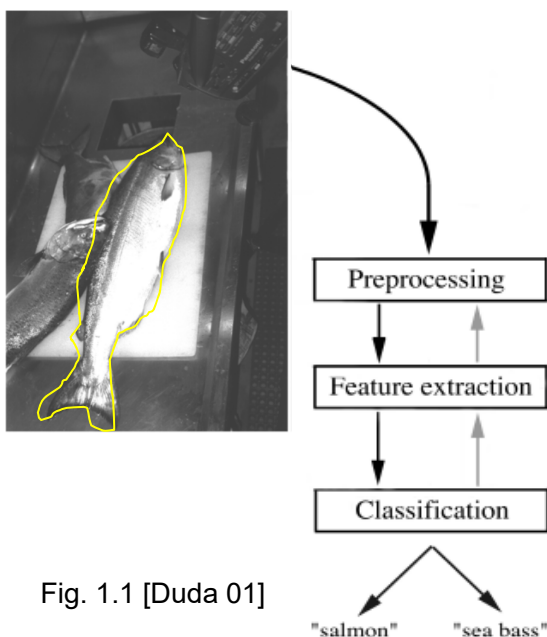 Preprocessing
Feature extraction
Classification
Fig. 1.1 [Duda 01]
"salmon" "sea bass"